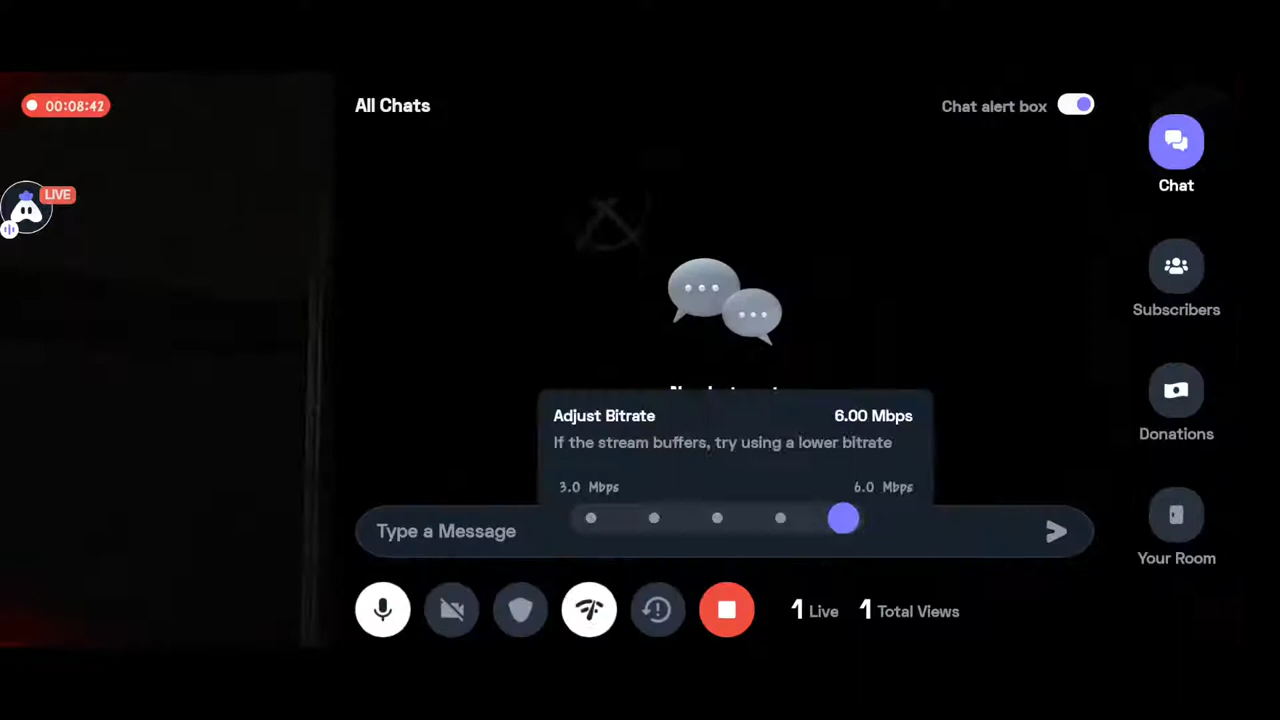 00:08:42
All Chats
Chat alert box
LIVE
Chat
Subscribers
Adjust Bitrate
6.00 Mbps
If the stream buffers, try using a lower bitrate
Donations
3.0 Mbps
6.0 Mbps
Type a Message
Your Room
1 Live
1 Total Views